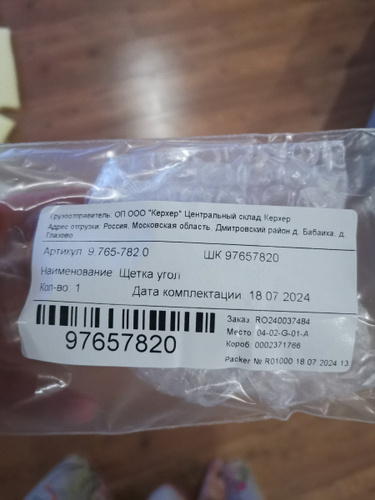 Грузоотправитель: ОП ООО "Керхер" Центральный склад Керхер
Адрес отгрузки: Россия, Московская область, Дмитровский район д. Бабаиха, д.
Глазово
Артикул 9.765-782.0 ШК 97657820
Наименование Щетка угол
Кол-во: 1 Дата комплектации 18 07 2024
97657820
Заказ RO240037484
Место 04-02-G-01-A
Короб 0002371766
Packer № R01000 18 07 2024 13